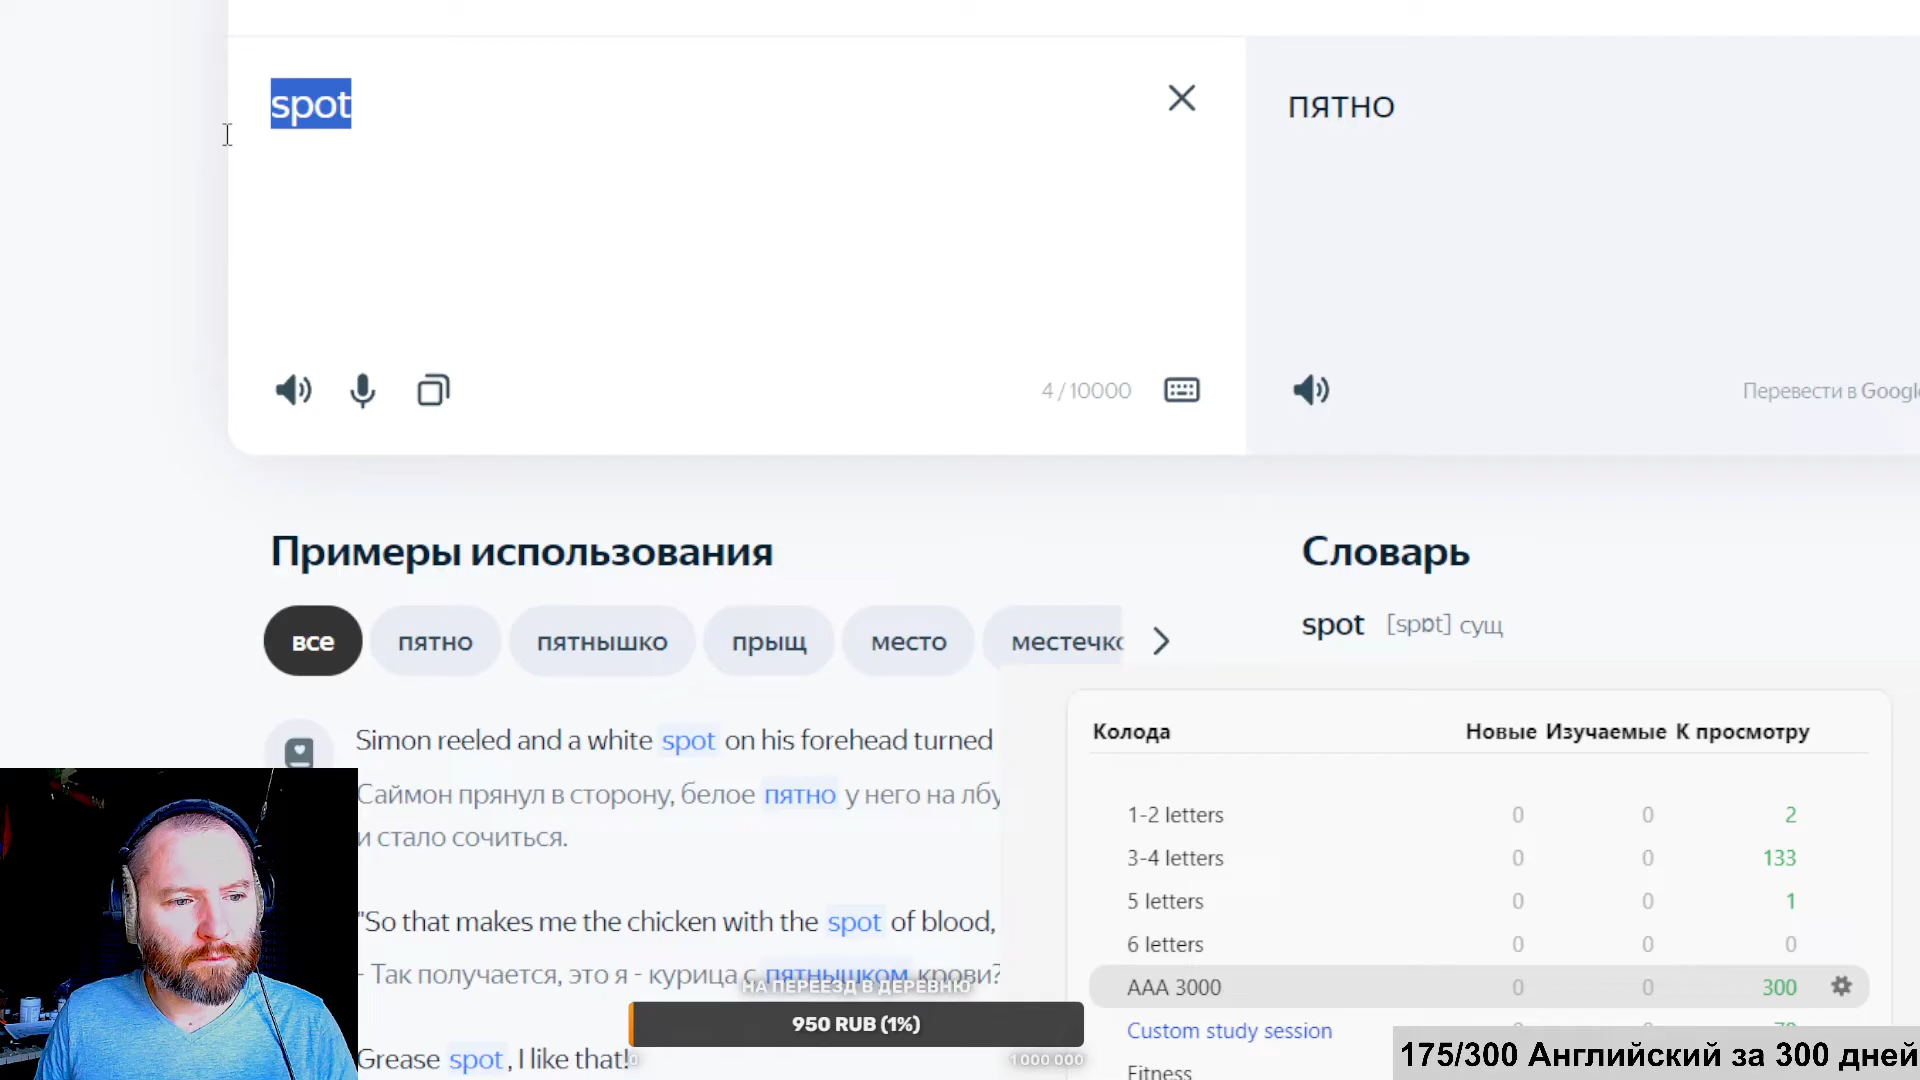 spot
пятно
4 / 10000
Перевести в Google
Примеры использования
все
пятно
пятнышко
прыщ
место
местечко
Словарь
spot [spɒt] сущ
Simon reeled and a white spot on his forehead turned
Саймон прянул в сторону, белое пятно у него на лбу
и стало сочиться.
"So that makes me the chicken with the spot of blood,
- Так получается, это я - курица с пятнышком крови?
Grease spot, I like that!
НА ПЕРЕЕЗД В ДЕРЕВНЮ
950 RUB (1%)
0
1 000 000
Колода Новые Изучаемые К просмотру
1-2 letters 0 0 2
3-4 letters 0 0 133
5 letters 0 0 1
6 letters 0 0 0
AAA 3000 0 0 300
Custom study session
Fitness
175/300 Английский за 300 дней